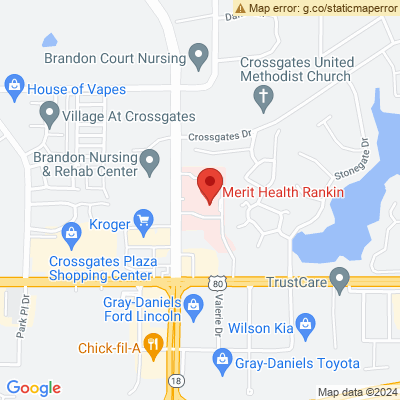 Map error: g.co/staticmaperror
Brandon Court Nursing
Crossgates United
Methodist Church
House of Vapes
Village At Crossgates
Crossgates Dr
Stonegate Dr
Brandon Nursing
& Rehab Center
Merit Health Rankin
Kroger
Crossgates Plaza
Shopping Center
80
TrustCare
Park Pl Dr
Gray-Daniels
Ford Lincoln
Valerie Dr
Wilson Kia
Chick-fil-A
Gray-Daniels Toyota
18
Google
Map data ©2024